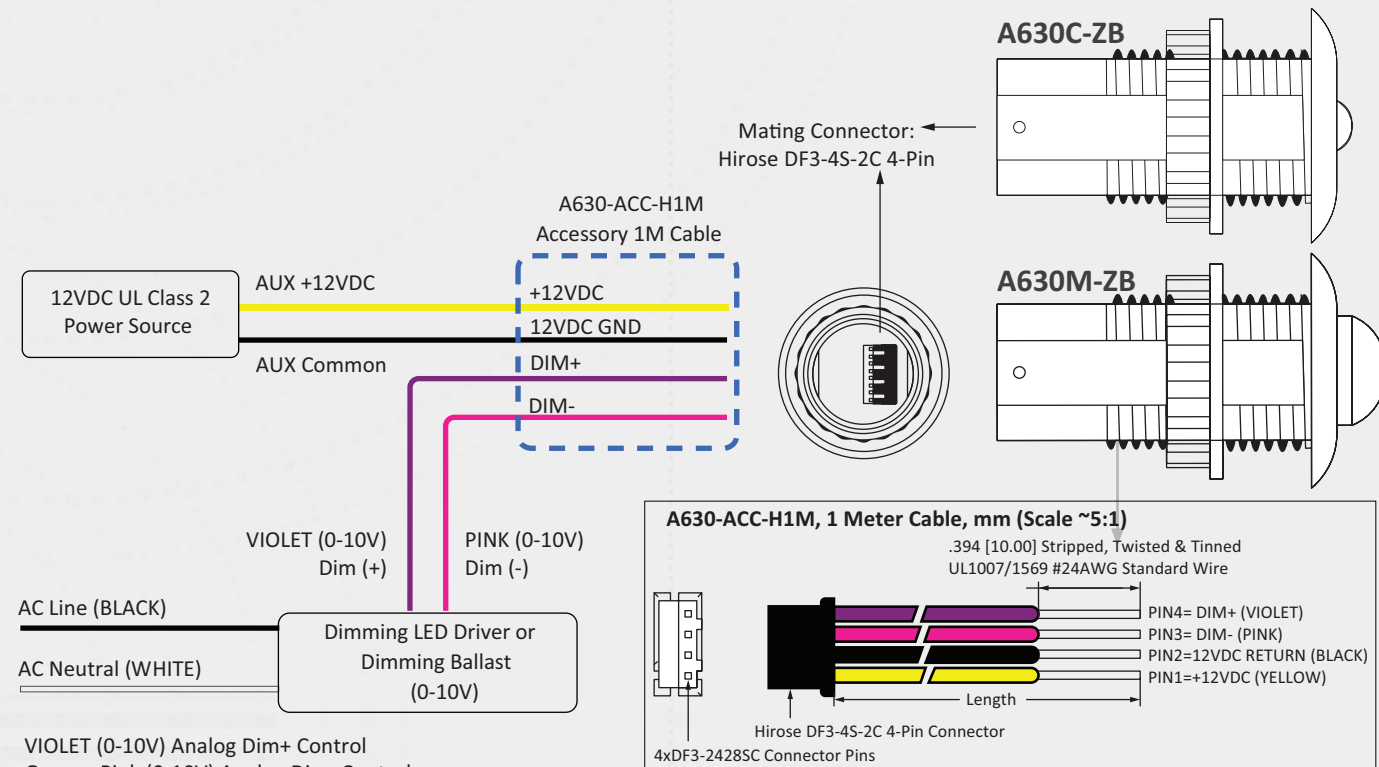 A630C-ZB
Mating Connector:
Hirose DF3-4S-2C 4-Pin
A630-ACC-H1M
Accessory 1M Cable
12VDC UL Class 2
Power Source
AUX +12VDC
AUX Common
+12VDC
12VDC GND
DIM+
DIM-
A630M-ZB
VIOLET (0-10V)
Dim (+)
PINK (0-10V)
Dim (-)
AC Line (BLACK)
AC Neutral (WHITE)
Dimming LED Driver or
Dimming Ballast
(0-10V)
VIOLET (0-10V) Analog Dim+ Control
A630-ACC-H1M, 1 Meter Cable, mm (Scale ~5:1)
.394 [10.00] Stripped, Twisted & Tinned
UL1007/1569 #24AWG Standard Wire
PIN4= DIM+ (VIOLET)
PIN3= DIM- (PINK)
PIN2=12VDC RETURN (BLACK)
PIN1=+12VDC (YELLOW)
Length
Hirose DF3-4S-2C 4-Pin Connector
4xDF3-2428SC Connector Pins